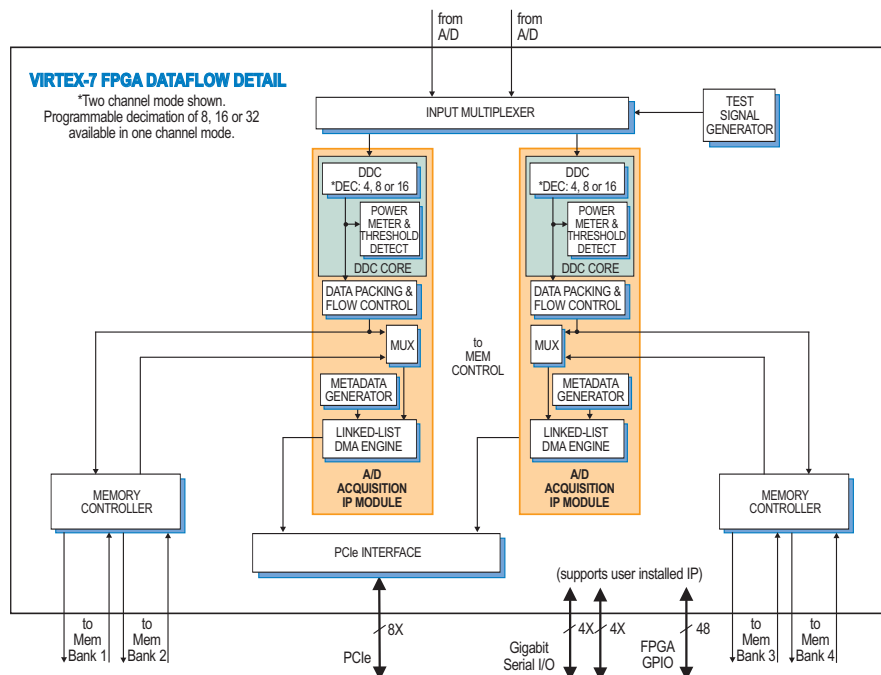 from
A/D
from
A/D
VIRTEX-7 FPGA DATAFLOW DETAIL
*Two channel mode shown.
Programmable decimation of 8, 16 or 32
available in one channel mode.
INPUT MULTIPLEXER
TEST
SIGNAL
GENERATOR
DDC
*DEC: 4, 8 or 16
POWER
METER &
THRESHOLD
DETECT
DDC CORE
DATA PACKING &
FLOW CONTROL
MUX
METADATA
GENERATOR
LINKED-LIST
DMA ENGINE
A/D
ACQUISITION
IP MODULE
to
MEM
CONTROL
DDC
*DEC: 4, 8 or 16
POWER
METER &
THRESHOLD
DETECT
DDC CORE
DATA PACKING &
FLOW CONTROL
MUX
METADATA
GENERATOR
LINKED-LIST
DMA ENGINE
A/D
ACQUISITION
IP MODULE
MEMORY
CONTROLLER
MEMORY
CONTROLLER
PCIe INTERFACE
(supports user installed IP)
to
Mem
Bank 1
to
Mem
Bank 2
8X
PCIe
Gigabit
Serial I/O
4X
4X
FPGA
GPIO
48
to
Mem
Bank 3
to
Mem
Bank 4